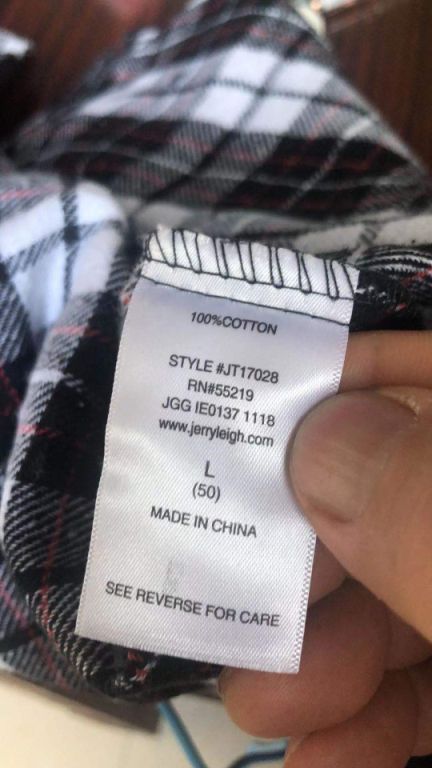 100%COTTON
STYLE #JT17028
RN#55219
JGG IE0137 1118
www.jerryleigh.com
L
(50)
MADE IN CHINA
SEE REVERSE FOR CARE